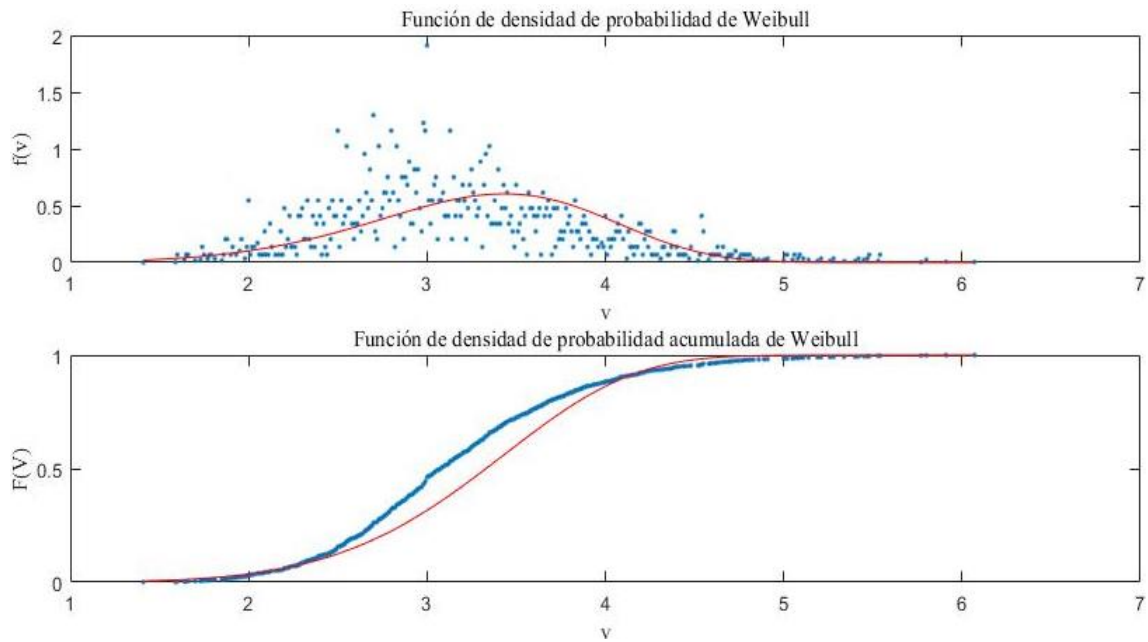 Función de densidad de probabilidad de Weibull
2
1.5
1
0.5
0
f(v)
1 2 3 4 5 6 7
v
Función de densidad de probabilidad acumulada de Weibull
1
0.5
0
F(V)
1 2 3 4 5 6 7
v